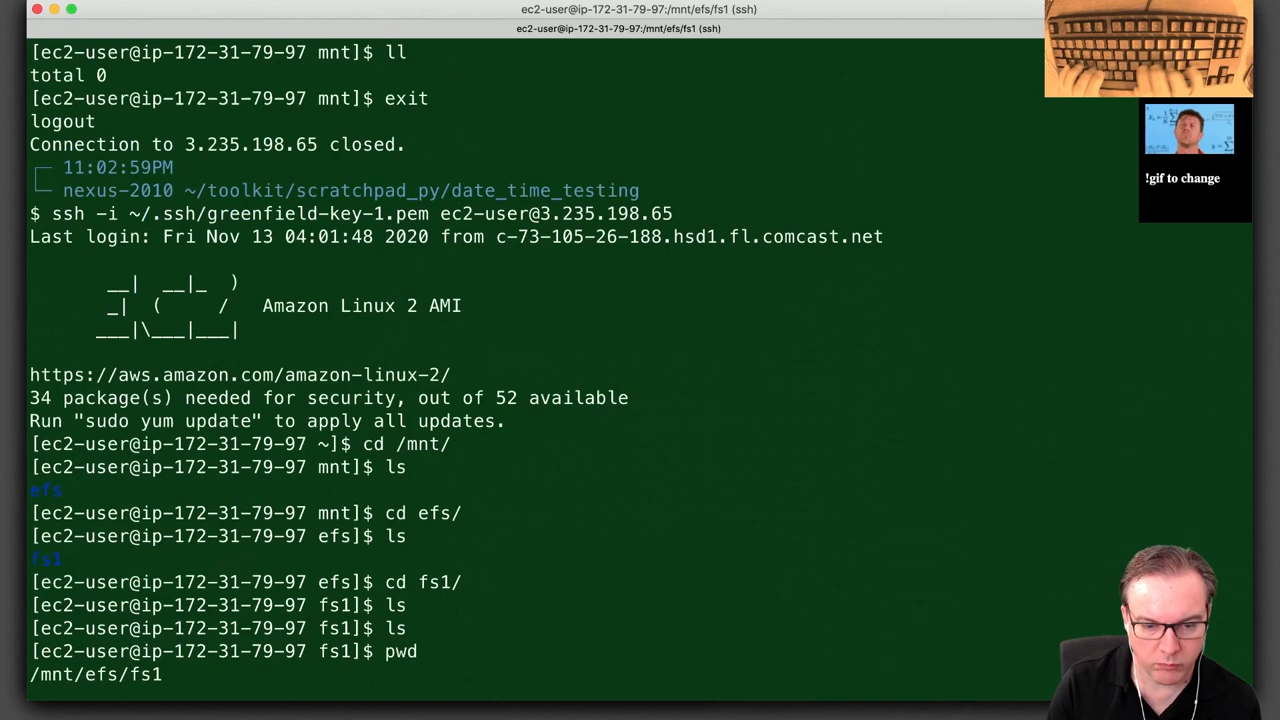 ec2-user@ip-172-31-79-97:/mnt/efs/fs1 (ssh)
ec2-user@ip-172-31-79-97:/mnt/efs/fs1 (ssh)
[ec2-user@ip-172-31-79-97 mnt]$ ll
total 0
[ec2-user@ip-172-31-79-97 mnt]$ exit
logout
Connection to 3.235.198.65 closed.
11:02:59PM
nexus-2010 ~/toolkit/scratchpad_py/date_time_testing
$ ssh -i ~/.ssh/greenfield-key-1.pem ec2-user@3.235.198.65
Last login: Fri Nov 13 04:01:48 2020 from c-73-105-26-188.hsd1.fl.comcast.net
__|  __|_  )
_|  (     /   Amazon Linux 2 AMI
___|\___|___|
https://aws.amazon.com/amazon-linux-2/
34 package(s) needed for security, out of 52 available
Run "sudo yum update" to apply all updates.
[ec2-user@ip-172-31-79-97 ~]$ cd /mnt/
[ec2-user@ip-172-31-79-97 mnt]$ ls
efs
[ec2-user@ip-172-31-79-97 mnt]$ cd efs/
[ec2-user@ip-172-31-79-97 efs]$ ls
fs1
[ec2-user@ip-172-31-79-97 efs]$ cd fs1/
[ec2-user@ip-172-31-79-97 fs1]$ ls
[ec2-user@ip-172-31-79-97 fs1]$ ls
[ec2-user@ip-172-31-79-97 fs1]$ pwd
/mnt/efs/fs1
!gif to change